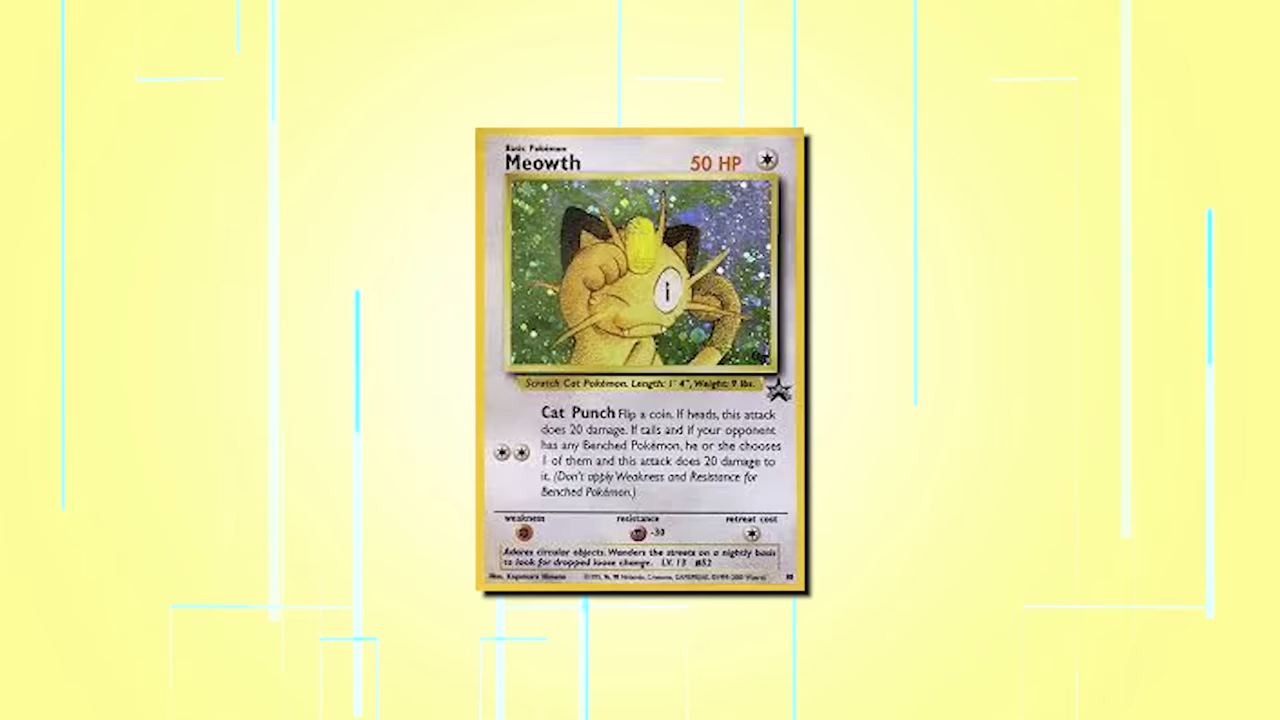 Basic Pokémon
Meowth 50 HP
Scratch Cat Pokémon. Length: 1' 4", Weight: 9 lbs.
Cat Punch Flip a coin. If heads, this attack
does 20 damage. If tails and if your opponent
has any Benched Pokémon, he or she chooses
1 of them and this attack does 20 damage to
it. (Don't apply Weakness and Resistance for
Benched Pokémon.)
weakness resistance retreat cost
-30
Adores circular objects. Wanders the streets on a nightly basis
to look for dropped loose change. LV. 13 #52
Nintendo, Creatures, GAMEFREAK.